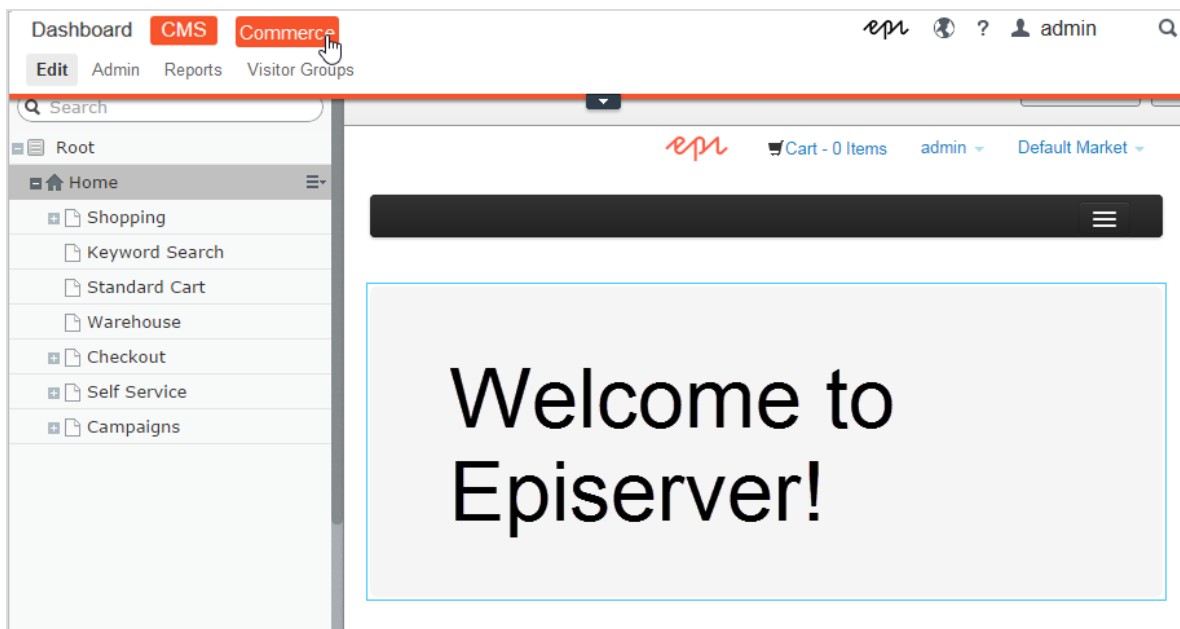 Dashboard CMS Commerce epi ? admin
Edit Admin Reports Visitor Groups
Search
Root
epi Cart - 0 Items admin Default Market
Home
Shopping
Keyword Search
Standard Cart
Warehouse
Checkout
Self Service
Campaigns
Welcome to
Episerver!